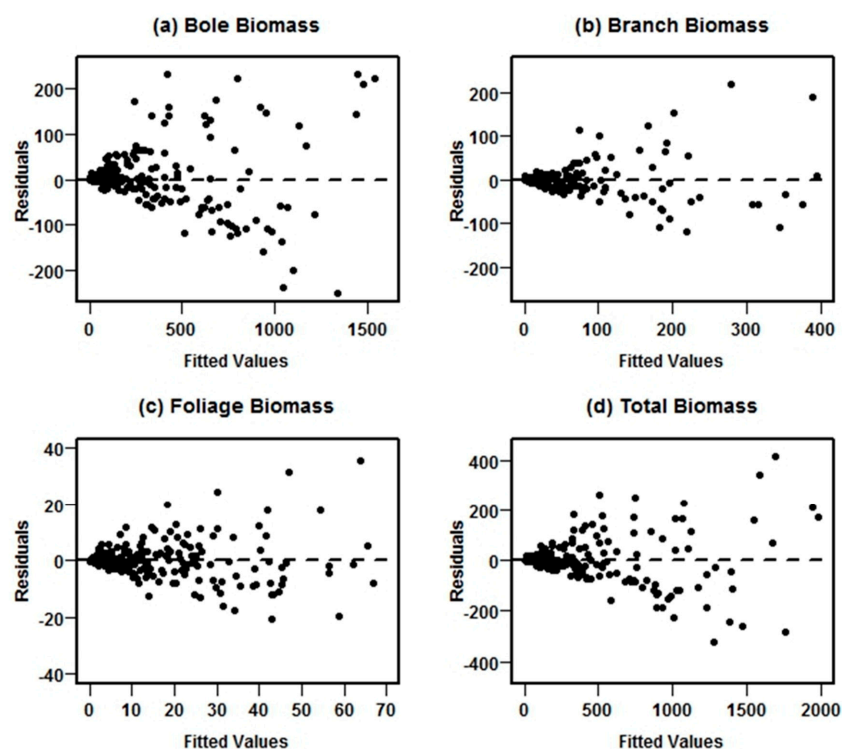 (a) Bole Biomass
200
100
0
-100
-200
Residuals
0 500 1000 1500
Fitted Values
(b) Branch Biomass
200
100
0
-100
-200
Residuals
0 100 200 300 400
Fitted Values
(c) Foliage Biomass
40
20
0
-20
-40
Residuals
0 10 20 30 40 50 60 70
Fitted Values
(d) Total Biomass
400
200
0
-200
-400
Residuals
0 500 1000 1500 2000
Fitted Values